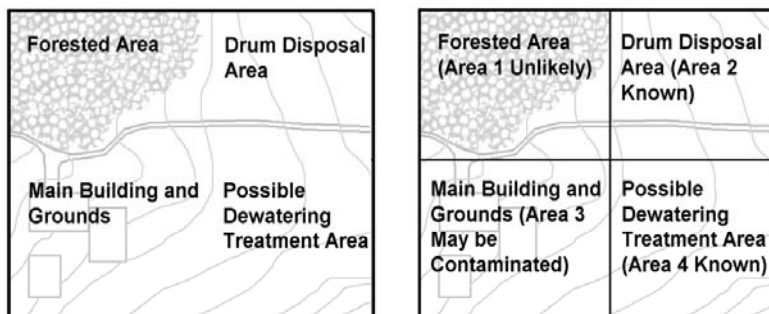 Forested Area
Drum Disposal
Area
Main Building and
Grounds
Possible
Dewatering
Treatment Area
Forested Area
(Area 1 Unlikely)
Drum Disposal
Area (Area 2
Known)
Main Building and
Grounds (Area 3
May be
Contaminated)
Possible
Dewatering
Treatment Area
(Area 4 Known)